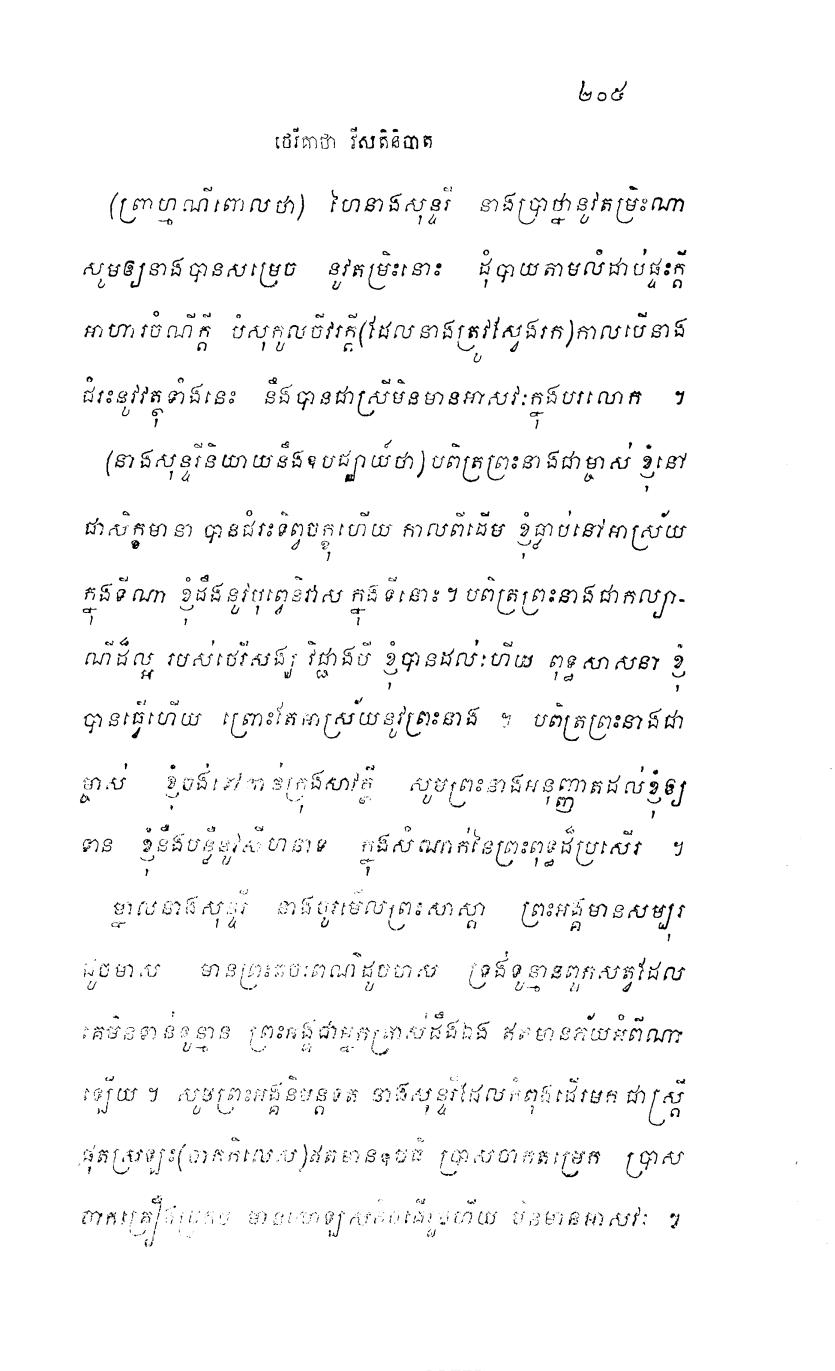 ២០៥
ថេរីគាថា វីសតិនិបាត
(ព្រាហ្មណីពោលថា) ហៃនាងសុន្ទរី នាងប្រាថ្នានូវតម្រិះណា
សូមឲ្យនាងបានសម្រេច នូវតម្រិះនោះ ដុំបាយតាមលំដាប់ផ្ទះក្តី
អាហារចំណីក្តី បំសុកូលចីវរក្តី(ដែលនាងត្រូវស្វែងរក)កាលបើនាង
ជំរះនូវវត្ថុទាំងនេះ នឹងបានជាស្រីមិនមានអាសវៈក្នុងបរលោក ។
(នាងសុន្ទរីនិយាយនឹងឧបជ្ឈាយ៍ថា)បពិត្រព្រះនាងជាម្ចាស់ ខ្ញុំនៅ
ជាសិក្ខមានា បានជំរះទិព្វចក្ខុហើយ កាលពីដើម ខ្ញុំធ្លាប់នៅអាស្រ័យ
ក្នុងទីណា ខ្ញុំដឹងនូវបុព្វេនិវាស ក្នុងទីនោះ ។ បពិត្រព្រះនាងជាកល្យា-
ណីដ៏ល្អ របស់ថេរីសង្ឃ វិជ្ជាងបី ខ្ញុំបានដល់ហើយ ពុទ្ធសាសនា ខ្ញុំ
បានធ្វើហើយ ព្រោះតែអាស្រ័យនូវព្រះនាង ។ បពិត្រព្រះនាងជា
ម្ចាស់ ខ្ញុំចង់ទៅកាន់ក្រុងសាវត្ថី សូមព្រះនាងអនុញ្ញាតដល់ខ្ញុំឲ្យ
ទាន ខ្ញុំនឹងបន្លឺនូវសីហនាទ ក្នុងសំណាក់នៃព្រះពុទ្ធដ៏ប្រសើរ ។
ម្នាលនាងសុន្ទរី នាងចូរមើលព្រះសាស្តា ព្រះអង្គមានសម្បុរ
ដូចមាស មានព្រះឆវិពណ៌ដូចមាស ទ្រង់ទូន្មានពួកសត្វដែល
គេមិនទាន់ទូន្មាន ព្រះអង្គជាអ្នកត្រាស់ដឹងឯង ឥតមានភ័យអំពីណា
ឡើយ ។ សូមព្រះអង្គនិមន្តទត នាងសុន្ទរីដែលកំពុងដើរមក ជាស្រ្តី
ផុតស្រឡះ(ចាកកិលេស)ឥតមានឧបធិ ប្រាសចាកតម្រេក ប្រាស
ចាកគ្រឿងប្រកប មានសោឡសកិច្ចធ្វើរួចហើយ មិនមានអាសវៈ ។